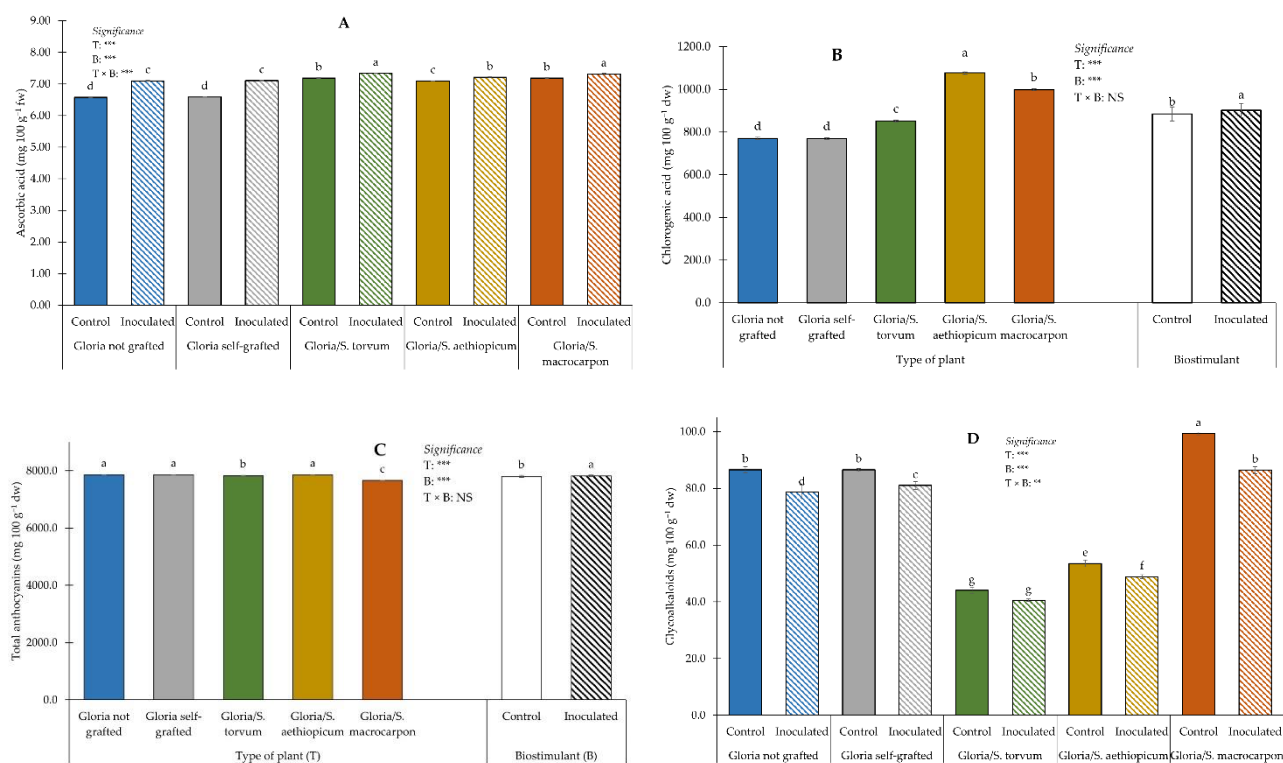 A
Significance
T: ***
B: ***
T × B: ***
Ascorbic acid (mg 100 g⁻¹ fw)
9.00
8.00
7.00
6.00
5.00
4.00
3.00
2.00
1.00
0.00
d c d c b a c b b a
Control Inoculated Control Inoculated Control Inoculated Control Inoculated Control Inoculated
Gloria not grafted Gloria self-grafted Gloria/S. torvum Gloria/S. aethiopicum Gloria/S.
macrocarpon
B
Significance
T: ***
B: ***
T × B: NS
Chlorogenic acid (mg 100 g⁻¹ dw)
1200.0
1000.0
800.0
600.0
400.0
200.0
0.0
d d c a b b a
Gloria not Gloria self- Gloria/S. Gloria/S. Gloria/S. Control Inoculated
grafted grafted torvum aethiopicum macrocarpon
Type of plant Biostimulant
C
Significance
T: ***
B: ***
T × B: NS
Total anthocyanins (mg 100 g⁻¹ dw)
8000.0
6000.0
4000.0
2000.0
0.0
a a b a c b a
Gloria not Gloria self- Gloria/S. Gloria/S. Gloria/S. Control Inoculated
grafted grafted torvum aethiopicum macrocarpon
Type of plant (T) Biostimulant (B)
D
Significance
T: ***
B: ***
T × B: **
Glycoalkaloids (mg 100 g⁻¹ dw)
100.0
80.0
60.0
40.0
20.0
0.0
b d b c g g e f a b
Control Inoculated Control Inoculated Control Inoculated Control Inoculated Control Inoculated
Gloria not grafted Gloria self-grafted Gloria/S. torvum Gloria/S. aethiopicum Gloria/S. macrocarpon